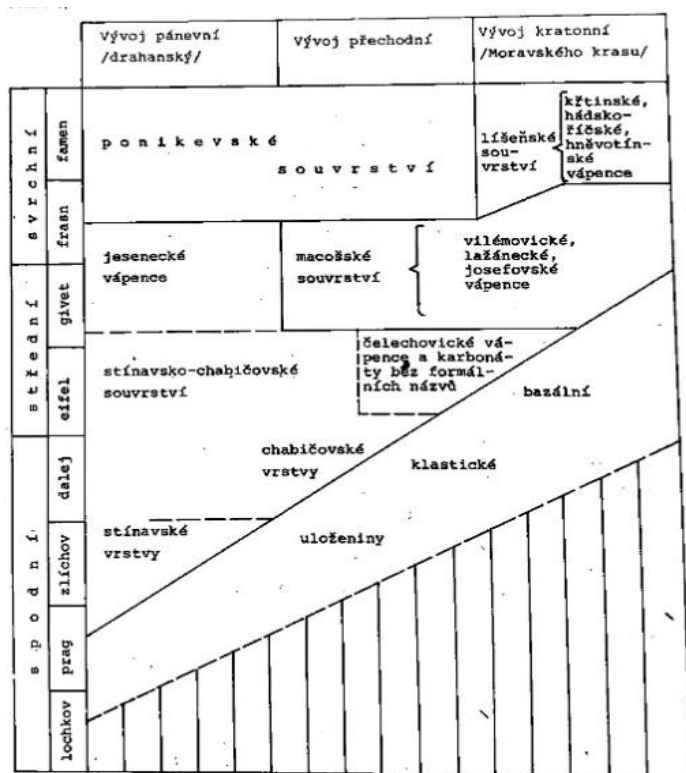 Vývoj pánevní
/drahanský/
Vývoj přechodní
Vývoj kratonní
/Moravského krasu/
svrchní
famen
frasn
střední
givet
eifel
spodní
dalej
zlíchov
prag
lochkov
ponikevské
souvrství
líšeňské
sou-
vrství
křtinské,
hádsko-
říčské,
hněvotín-
ské
vápence
jesenecké
vápence
macošské
souvrství
vilémovické,
lažánecké,
josefovské
vápence
stínavsko-chabičovské
souvrství
čelechovické vá-
pence a karboná-
ty bez formál-
ních názvů
bazální
chabičovské
vrstvy
klastické
stínavské
vrstvy
uloženiny